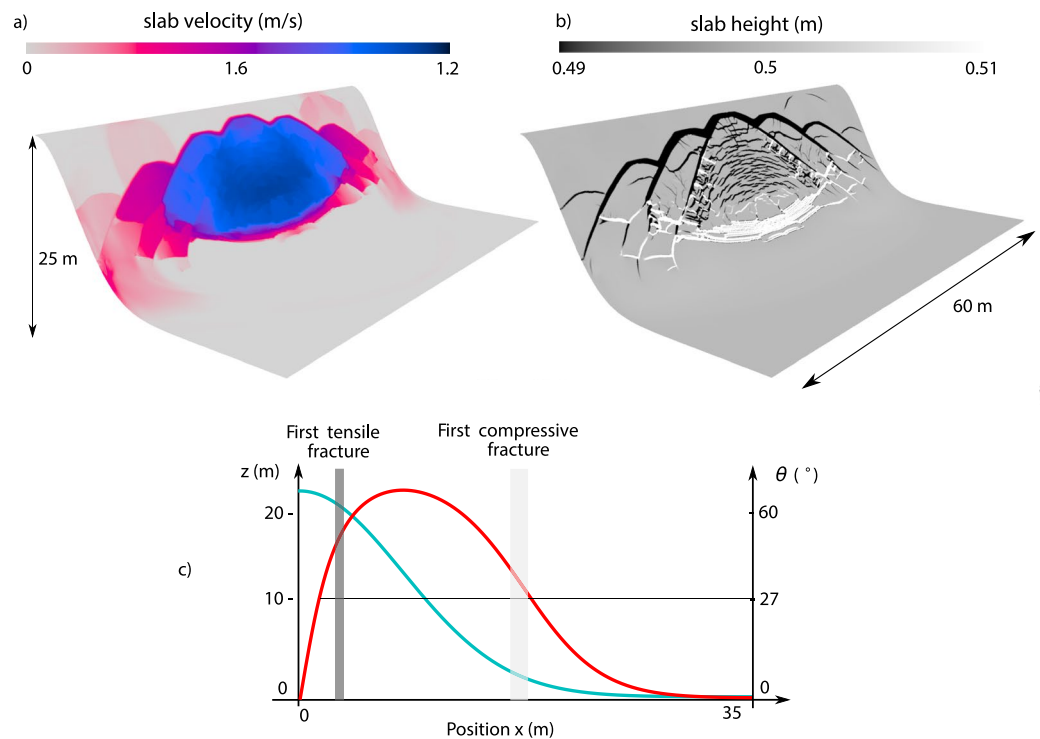 a)
slab velocity (m/s)
0
1.6
1.2
25 m
b)
slab height (m)
0.49
0.5
0.51
60 m
c)
First tensile
fracture
First compressive
fracture
z (m)
θ ( ° )
20
60
10
27
0
0
0
35
Position x (m)